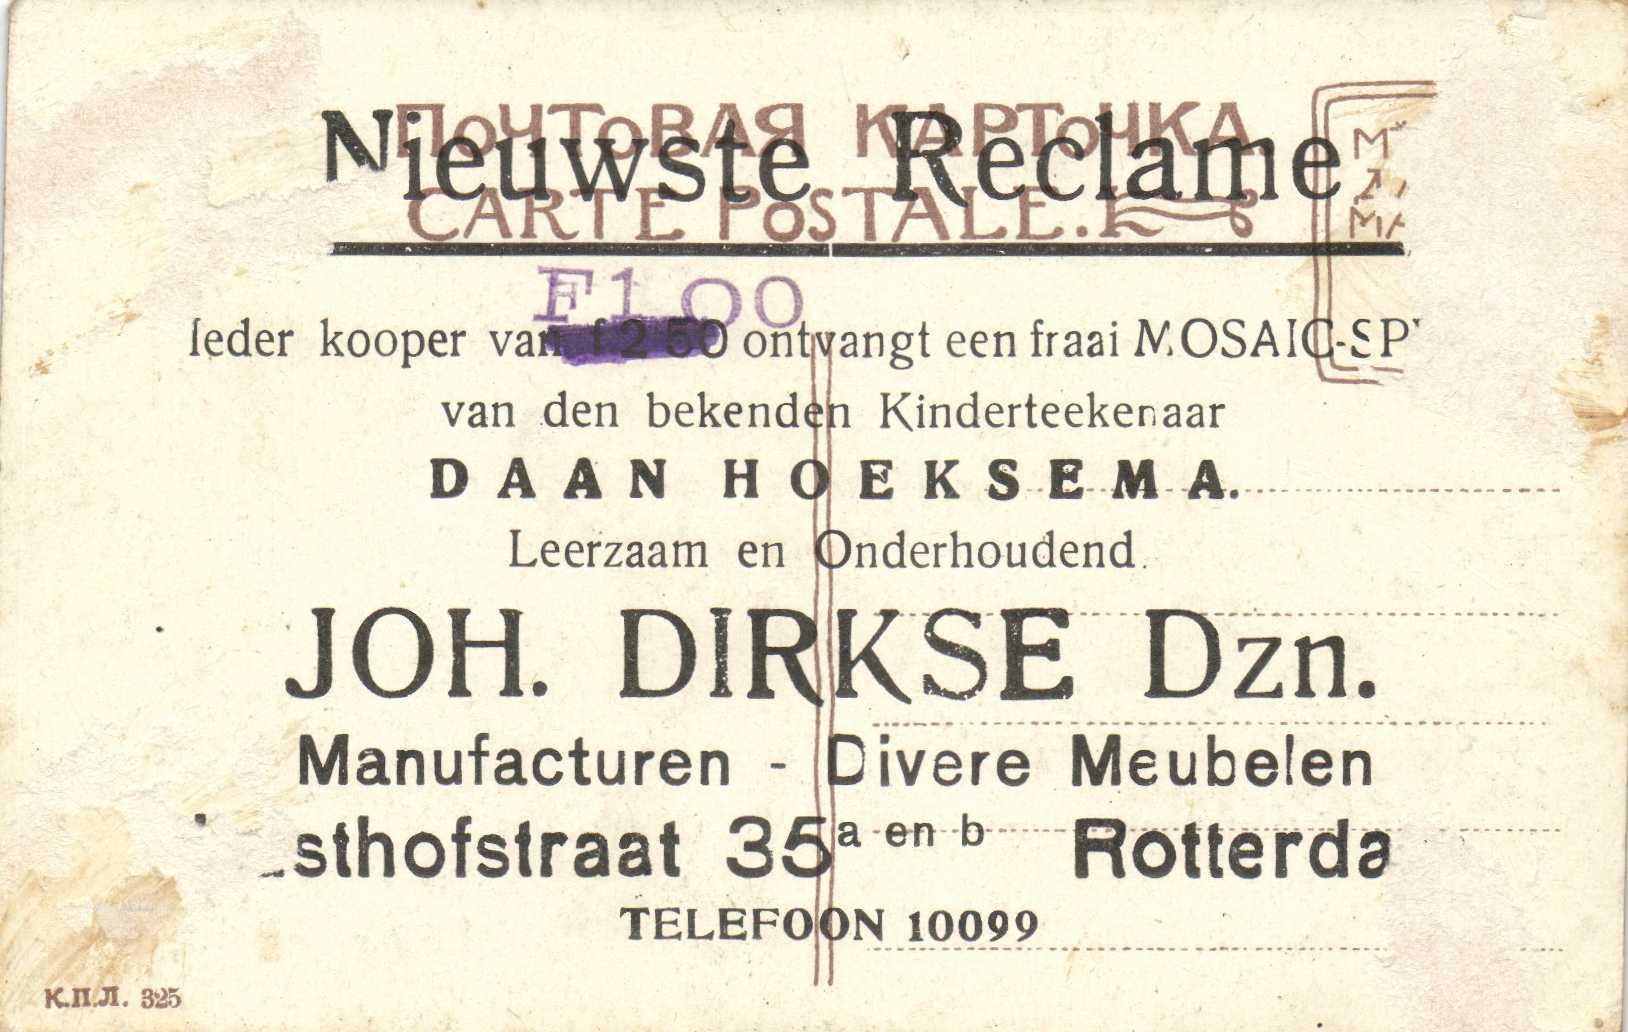 ПОЧТОВАЯ КАРТОЧКА
Nieuwste Reclame
CARTE POSTALE.
F 1 00
Ieder kooper van f 2 50 ontvangt een fraai MOSAIC-SP
van den bekenden Kinderteekenaar
DAAN HOEKSEMA.
Leerzaam en Onderhoudend.
JOH. DIRKSE Dzn.
Manufacturen - Divere Meubelen
sthofstraat 35a en b Rotterda
TELEFOON 10099
К.П.Л. 325